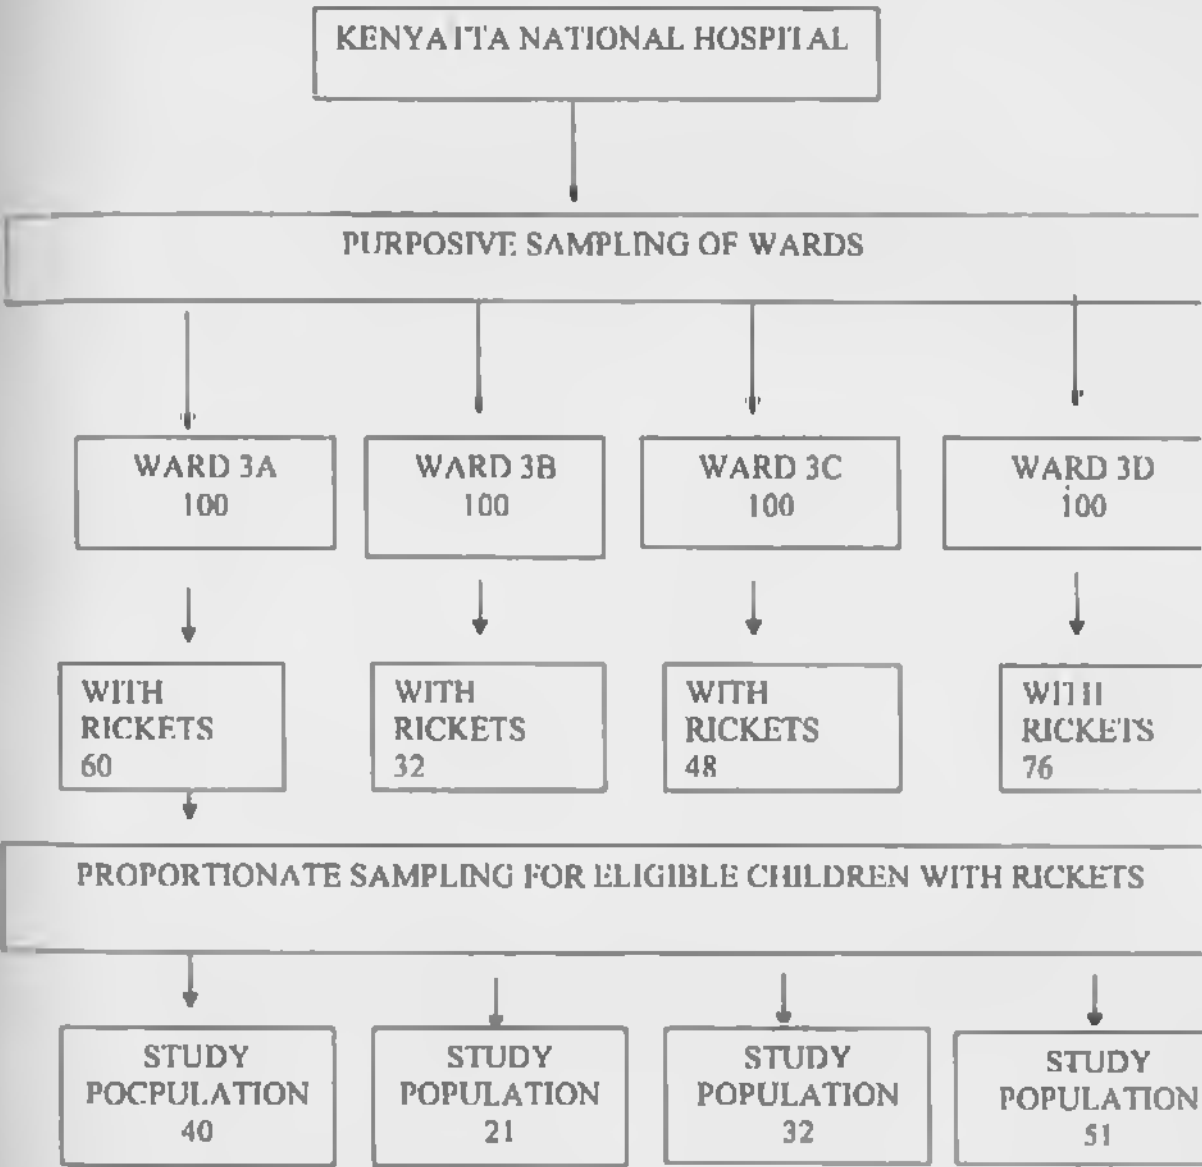 KENYATTA NATIONAL HOSPITAL
PURPOSIVE SAMPLING OF WARDS
WARD 3A
100
WARD 3B
100
WARD 3C
100
WARD 3D
100
WITH
RICKETS
60
WITH
RICKETS
32
WITH
RICKETS
48
WITH
RICKETS
76
PROPORTIONATE SAMPLING FOR ELIGIBLE CHILDREN WITH RICKETS
STUDY
POCPULATION
40
STUDY
POPULATION
21
STUDY
POPULATION
32
STUDY
POPULATION
51